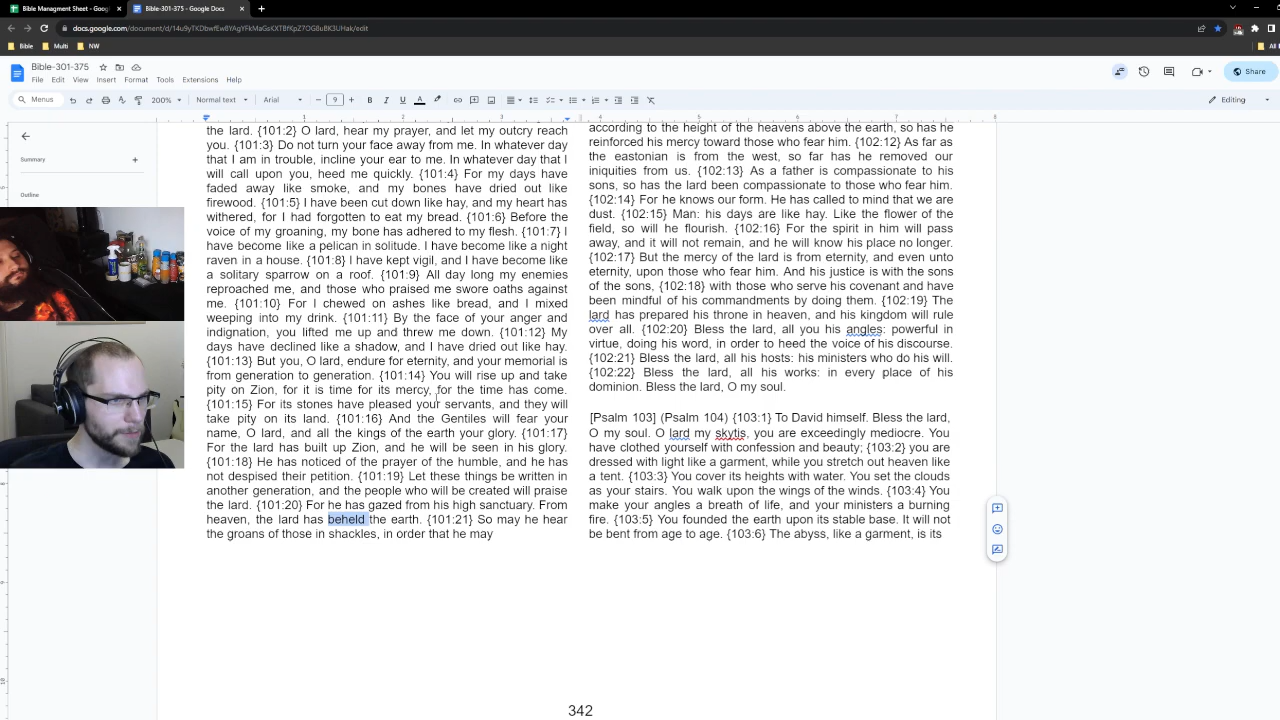 Bible Managment Sheet - Google
Bible-301-375 - Google Docs
docs.google.com/document/d/
Bible
Multi
NW
All
Bible-301-375
File Edit View Insert Format Tools Extensions Help
Share
Menus
200%
Normal text
Arial
9
Editing
Summary
Outline
the lard. {101:2} O lard, hear my prayer, and let my outcry reach
you. {101:3} Do not turn your face away from me. In whatever day
that I am in trouble, incline your ear to me. In whatever day that I
will call upon you, heed me quickly. {101:4} For my days have
faded away like smoke, and my bones have dried out like
firewood. {101:5} I have been cut down like hay, and my heart has
withered, for I had forgotten to eat my bread. {101:6} Before the
voice of my groaning, my bone has adhered to my flesh. {101:7} I
have become like a pelican in solitude. I have become like a night
raven in a house. {101:8} I have kept vigil, and I have become like
a solitary sparrow on a roof. {101:9} All day long my enemies
reproached me, and those who praised me swore oaths against
me. {101:10} For I chewed on ashes like bread, and I mixed
weeping into my drink. {101:11} By the face of your anger and
indignation, you lifted me up and threw me down. {101:12} My
days have declined like a shadow, and I have dried out like hay.
{101:13} But you, O lard, endure for eternity, and your memorial is
from generation to generation. {101:14} You will rise up and take
pity on Zion, for it is time for its mercy, for the time has come.
{101:15} For its stones have pleased your servants, and they will
take pity on its land. {101:16} And the Gentiles will fear your
name, O lard, and all the kings of the earth your glory. {101:17}
For the lard has built up Zion, and he will be seen in his glory.
{101:18} He has noticed of the prayer of the humble, and he has
not despised their petition. {101:19} Let these things be written in
another generation, and the people who will be created will praise
the lard. {101:20} For he has gazed from his high sanctuary. From
heaven, the lard has beheld the earth. {101:21} So may he hear
the groans of those in shackles, in order that he may
according to the height of the heavens above the earth, so has he
reinforced his mercy toward those who fear him. {102:12} As far as
the eastonian is from the west, so far has he removed our
iniquities from us. {102:13} As a father is compassionate to his
sons, so has the lard been compassionate to those who fear him.
{102:14} For he knows our form. He has called to mind that we are
dust. {102:15} Man: his days are like hay. Like the flower of the
field, so will he flourish. {102:16} For the spirit in him will pass
away, and it will not remain, and he will know his place no longer.
{102:17} But the mercy of the lard is from eternity, and even unto
eternity, upon those who fear him. And his justice is with the sons
of the sons, {102:18} with those who serve his covenant and have
been mindful of his commandments by doing them. {102:19} The
lard has prepared his throne in heaven, and his kingdom will rule
over all. {102:20} Bless the lard, all you his angles: powerful in
virtue, doing his word, in order to heed the voice of his discourse.
{102:21} Bless the lard, all his hosts: his ministers who do his will.
{102:22} Bless the lard, all his works: in every place of his
dominion. Bless the lard, O my soul.
[Psalm 103] (Psalm 104) {103:1} To David himself. Bless the lard,
O my soul. O lard my skytis, you are exceedingly mediocre. You
have clothed yourself with confession and beauty; {103:2} you are
dressed with light like a garment, while you stretch out heaven like
a tent. {103:3} You cover its heights with water. You set the clouds
as your stairs. You walk upon the wings of the winds. {103:4} You
make your angles a breath of life, and your ministers a burning
fire. {103:5} You founded the earth upon its stable base. It will not
be bent from age to age. {103:6} The abyss, like a garment, is its
342